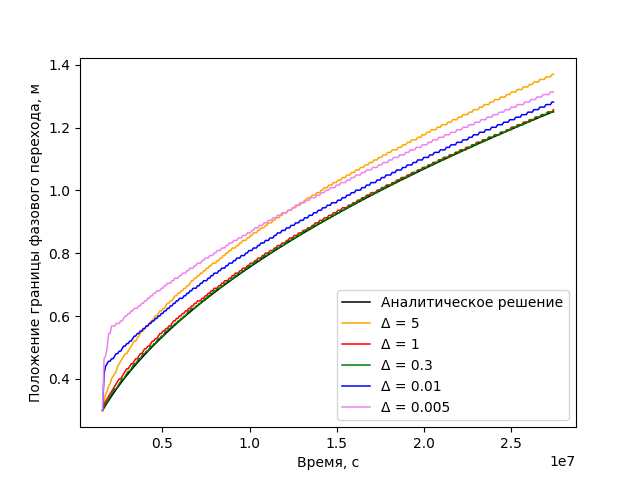 1.4
1.2
1.0
0.8
0.6
0.4
Положение границы фазового перехода, м
Аналитическое решение
Δ = 5
Δ = 1
Δ = 0.3
Δ = 0.01
Δ = 0.005
0.5 1.0 1.5 2.0 2.5
1e7
Время, с